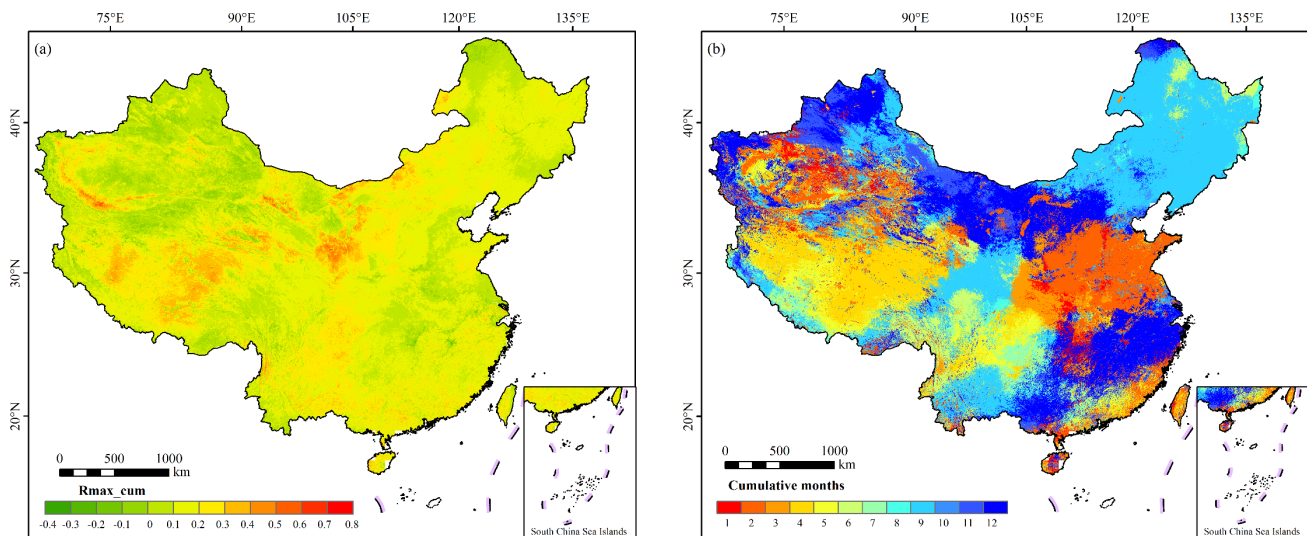 75°E 90°E 105°E 120°E 135°E
(a)
40°N
30°N
20°N
0 500 1000
km
Rmax_cum
-0.4 -0.3 -0.2 -0.1 0 0.1 0.2 0.3 0.4 0.5 0.6 0.7 0.8
South China Sea Islands
75°E 90°E 105°E 120°E 135°E
(b)
40°N
30°N
20°N
0 500 1000
km
Cumulative months
1 2 3 4 5 6 7 8 9 10 11 12
South China Sea Islands